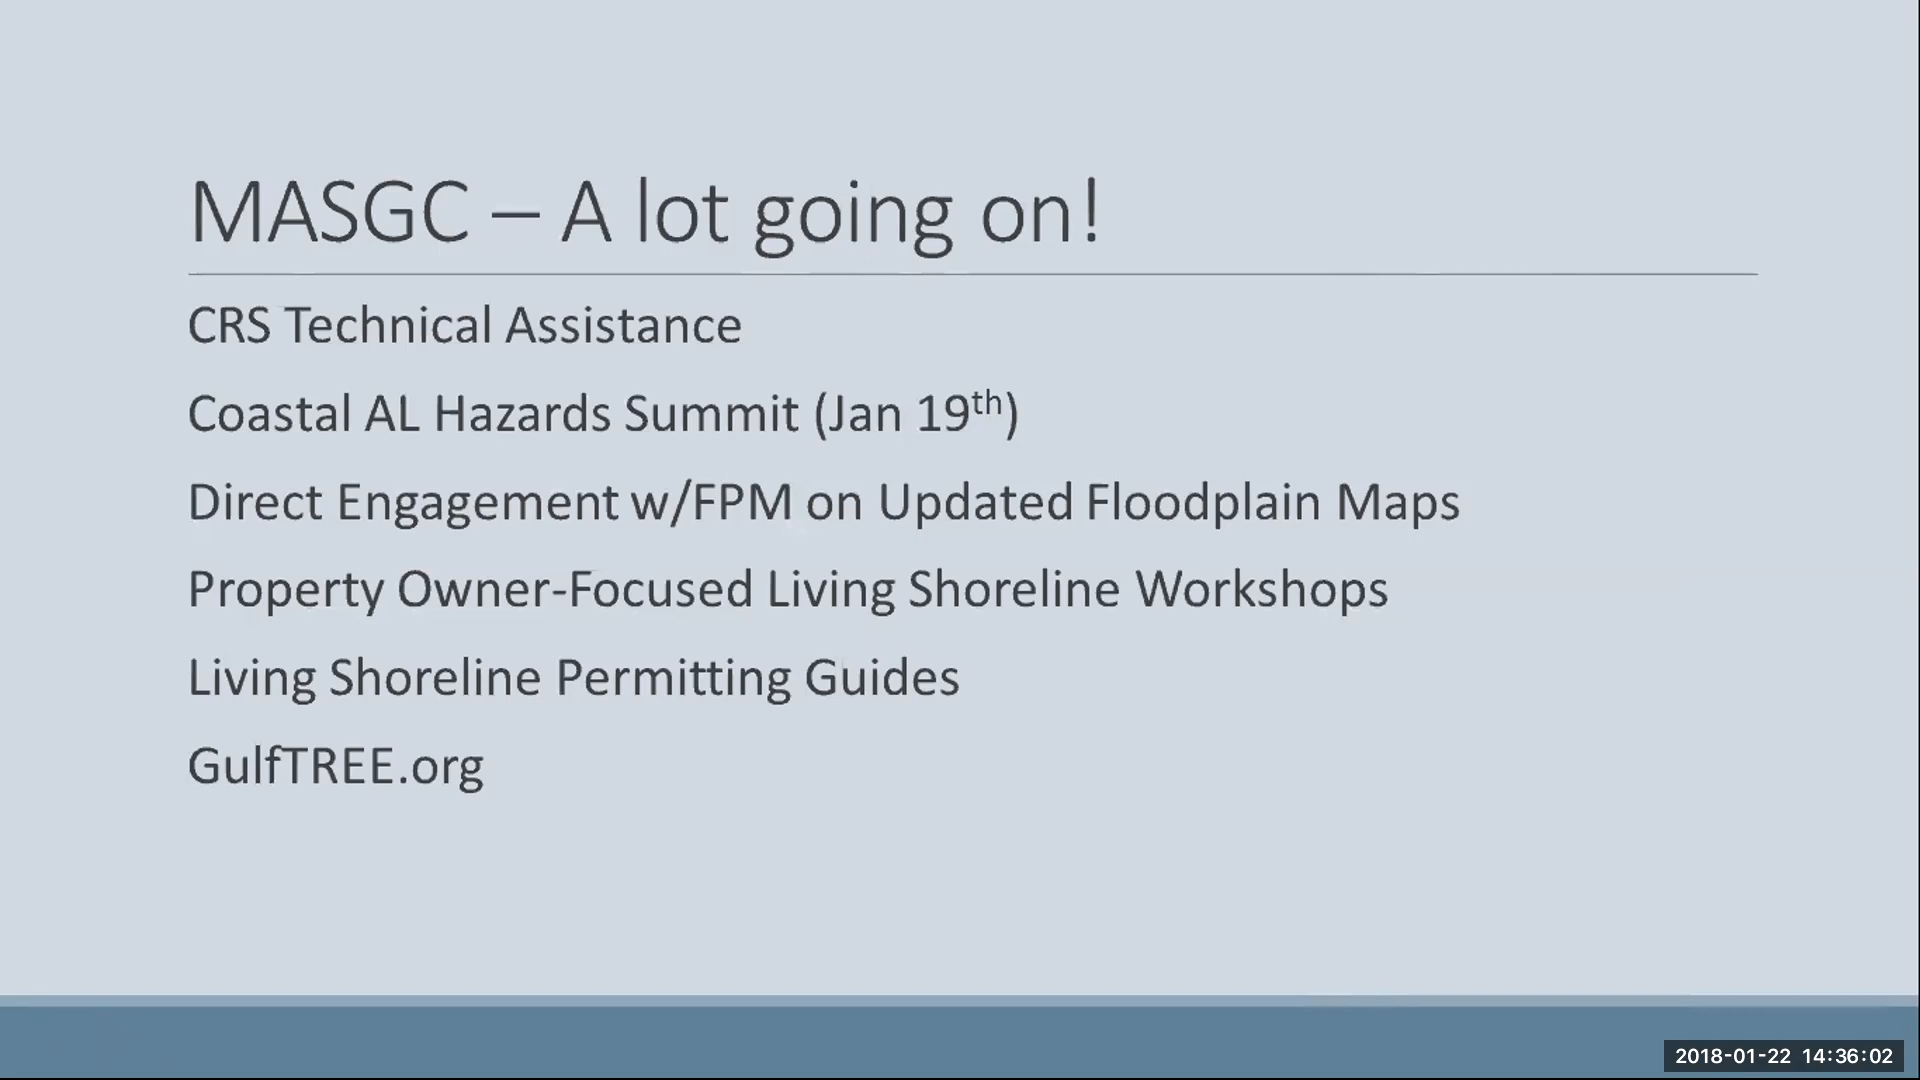 MASGC – A lot going on!
CRS Technical Assistance
Coastal AL Hazards Summit (Jan 19th)
Direct Engagement w/FPM on Updated Floodplain Maps
Property Owner-Focused Living Shoreline Workshops
Living Shoreline Permitting Guides
GulfTREE.org
2018-01-22 14:36:02